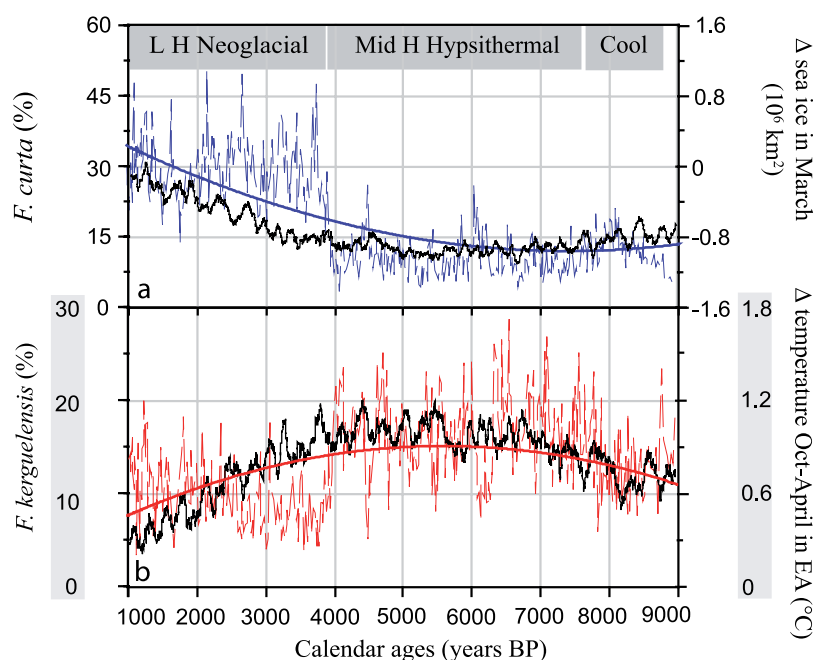 60
45
30
15
0
F. curta (%)
L H Neoglacial
Mid H Hypsithermal
Cool
1.6
0.8
0
-0.8
-1.6
Δ sea ice in March
(10⁶ km²)
a
30
20
10
0
F. kerguelensis (%)
b
1.8
1.2
0.6
0
Δ temperature Oct-April in EA (°C)
1000 2000 3000 4000 5000 6000 7000 8000 9000
Calendar ages (years BP)